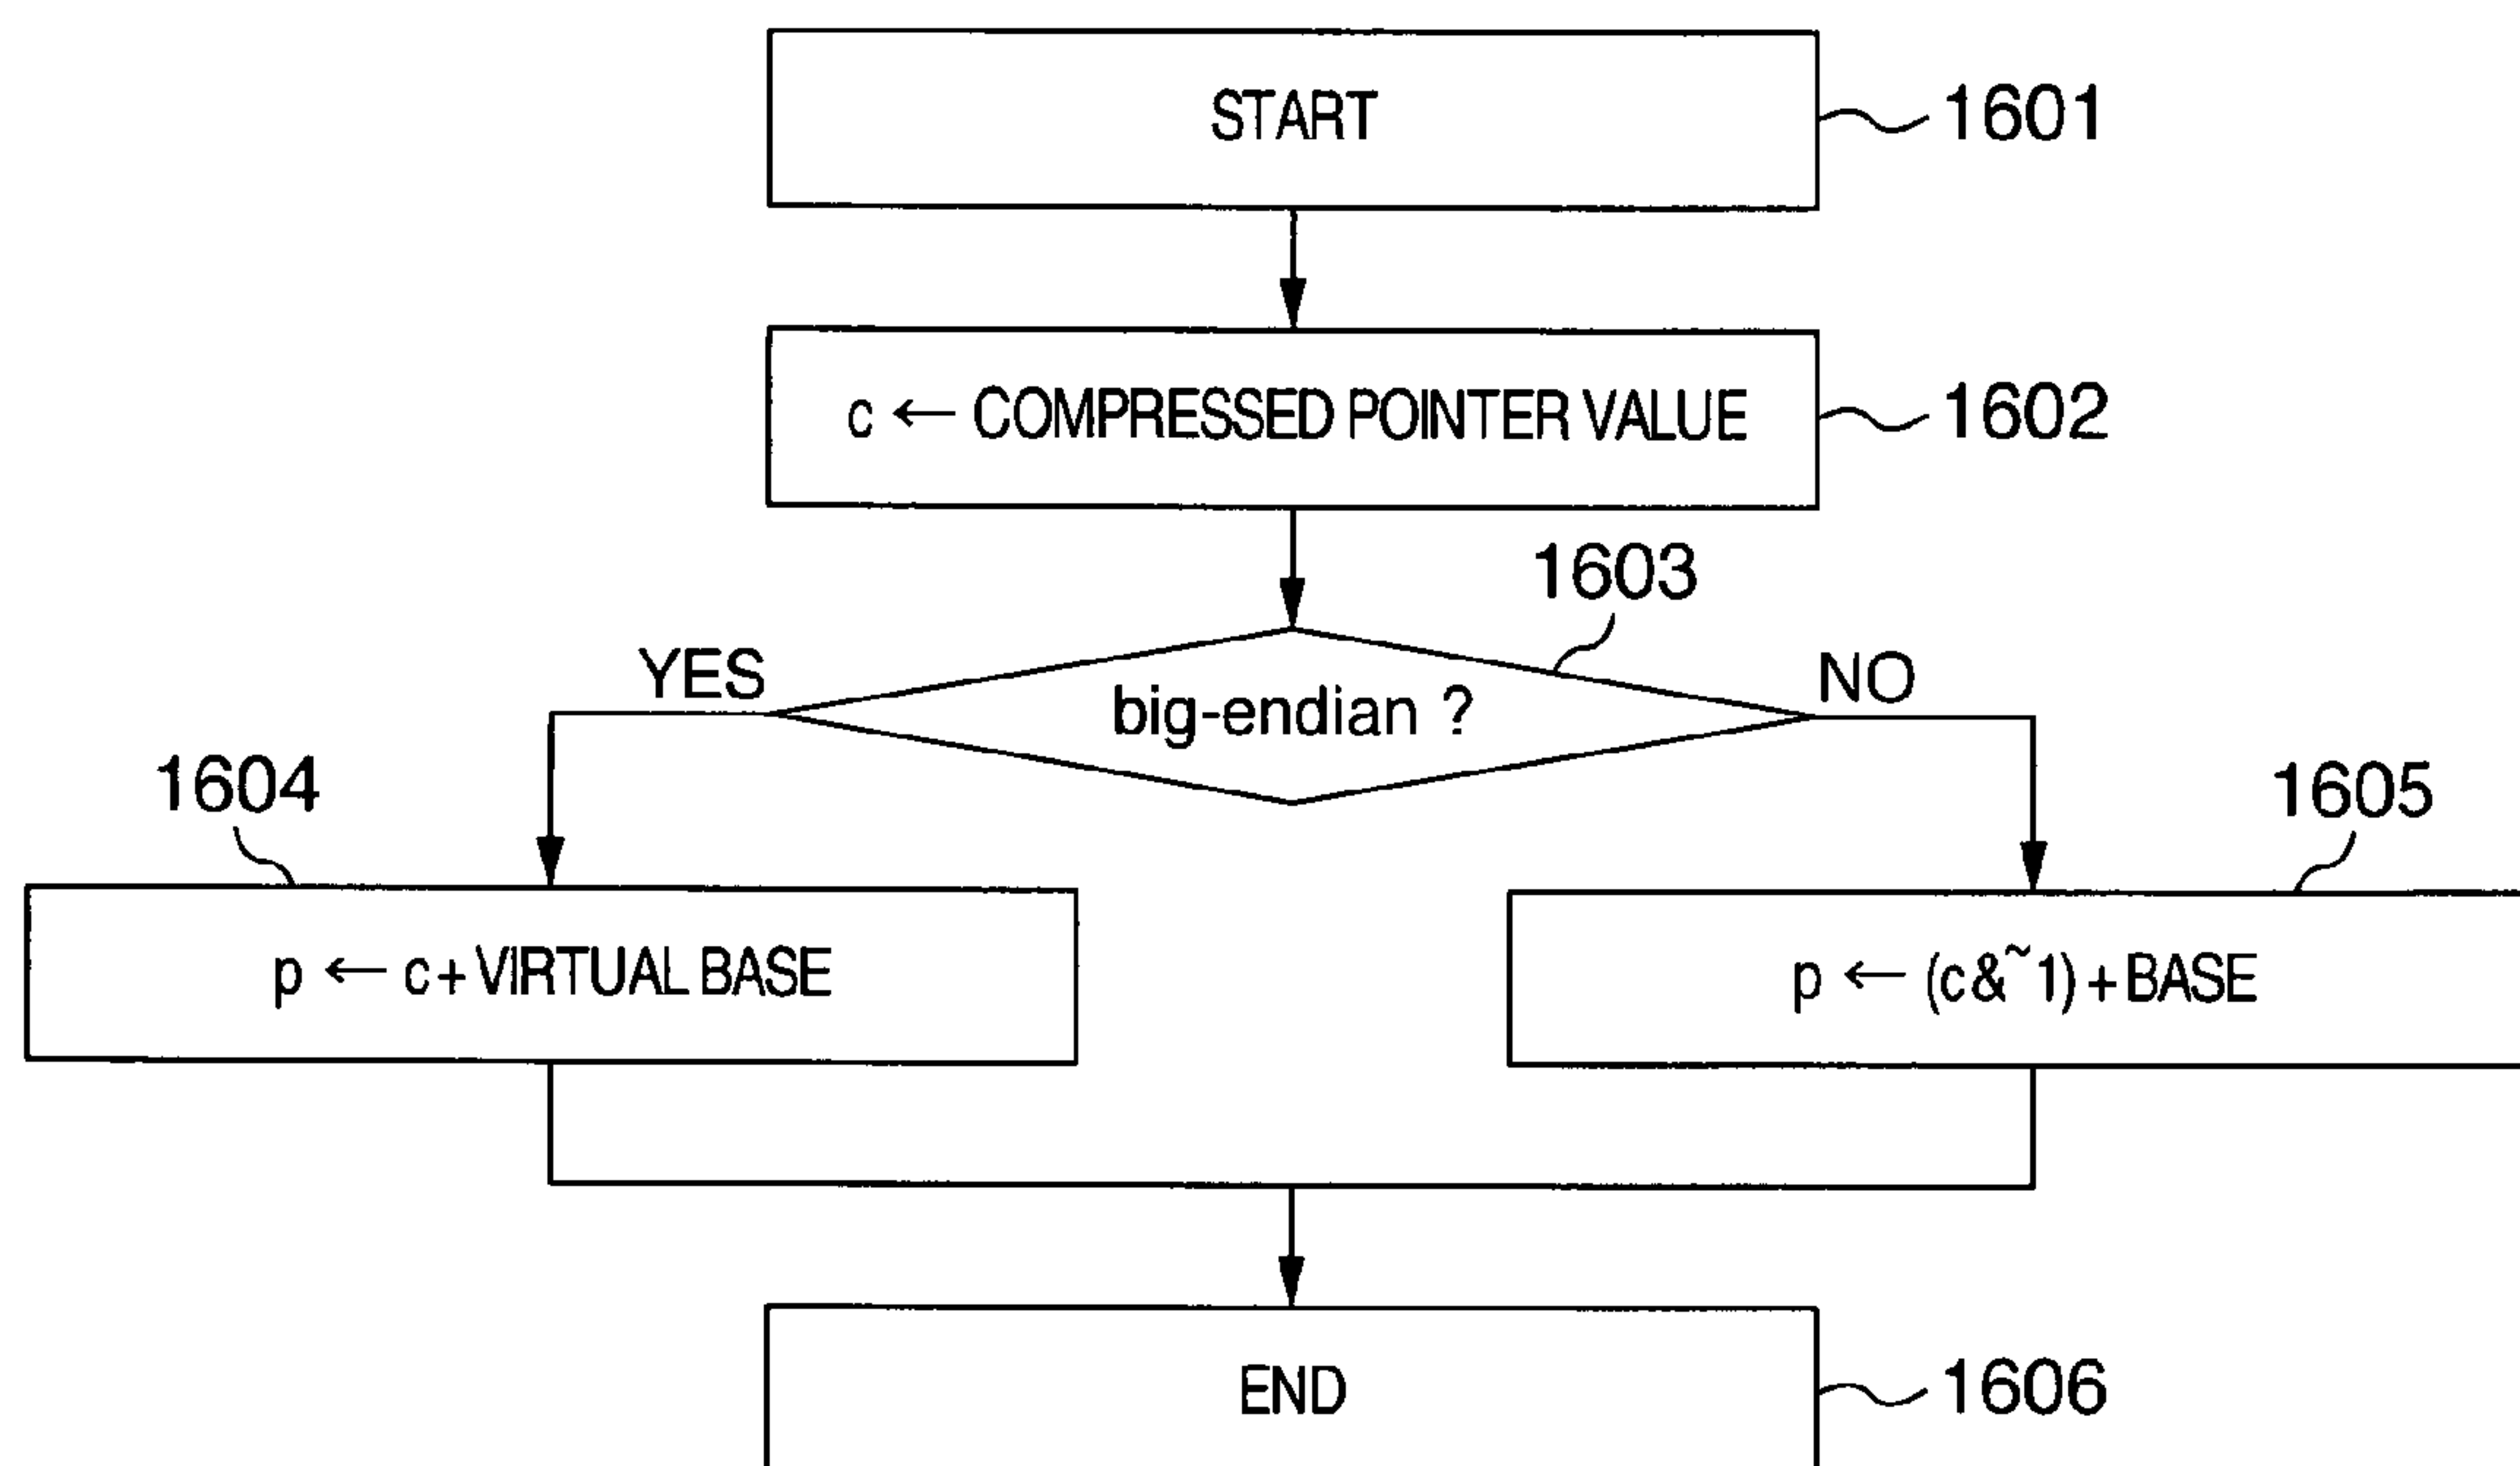 START
1601
c ← COMPRESSED POINTER VALUE
1602
1603
YES
big-endian ?
NO
1604
1605
p ← c + VIRTUAL BASE
p ← (c & ~1) + BASE
END
1606